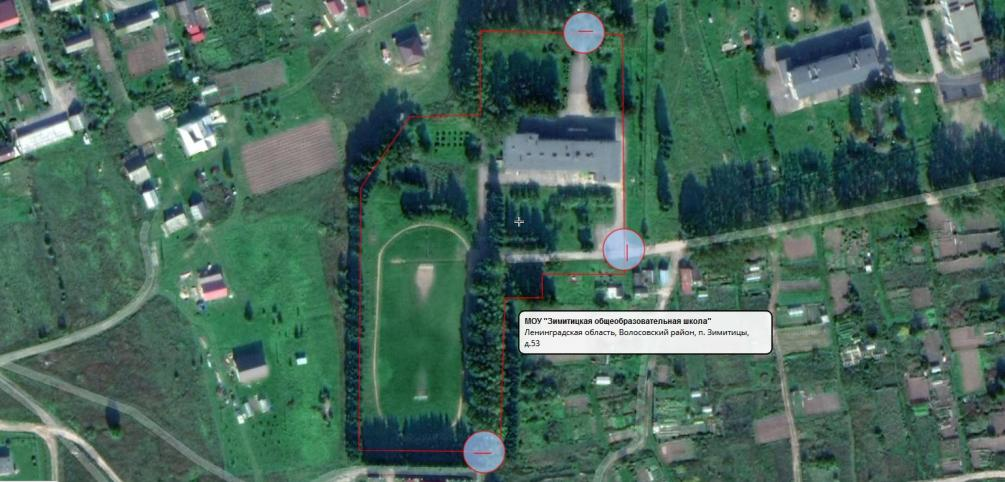 МОУ "Зимитицкая общеобразовательная школа"
Ленинградская область, Волосовский район, п. Зимитицы,
д.53